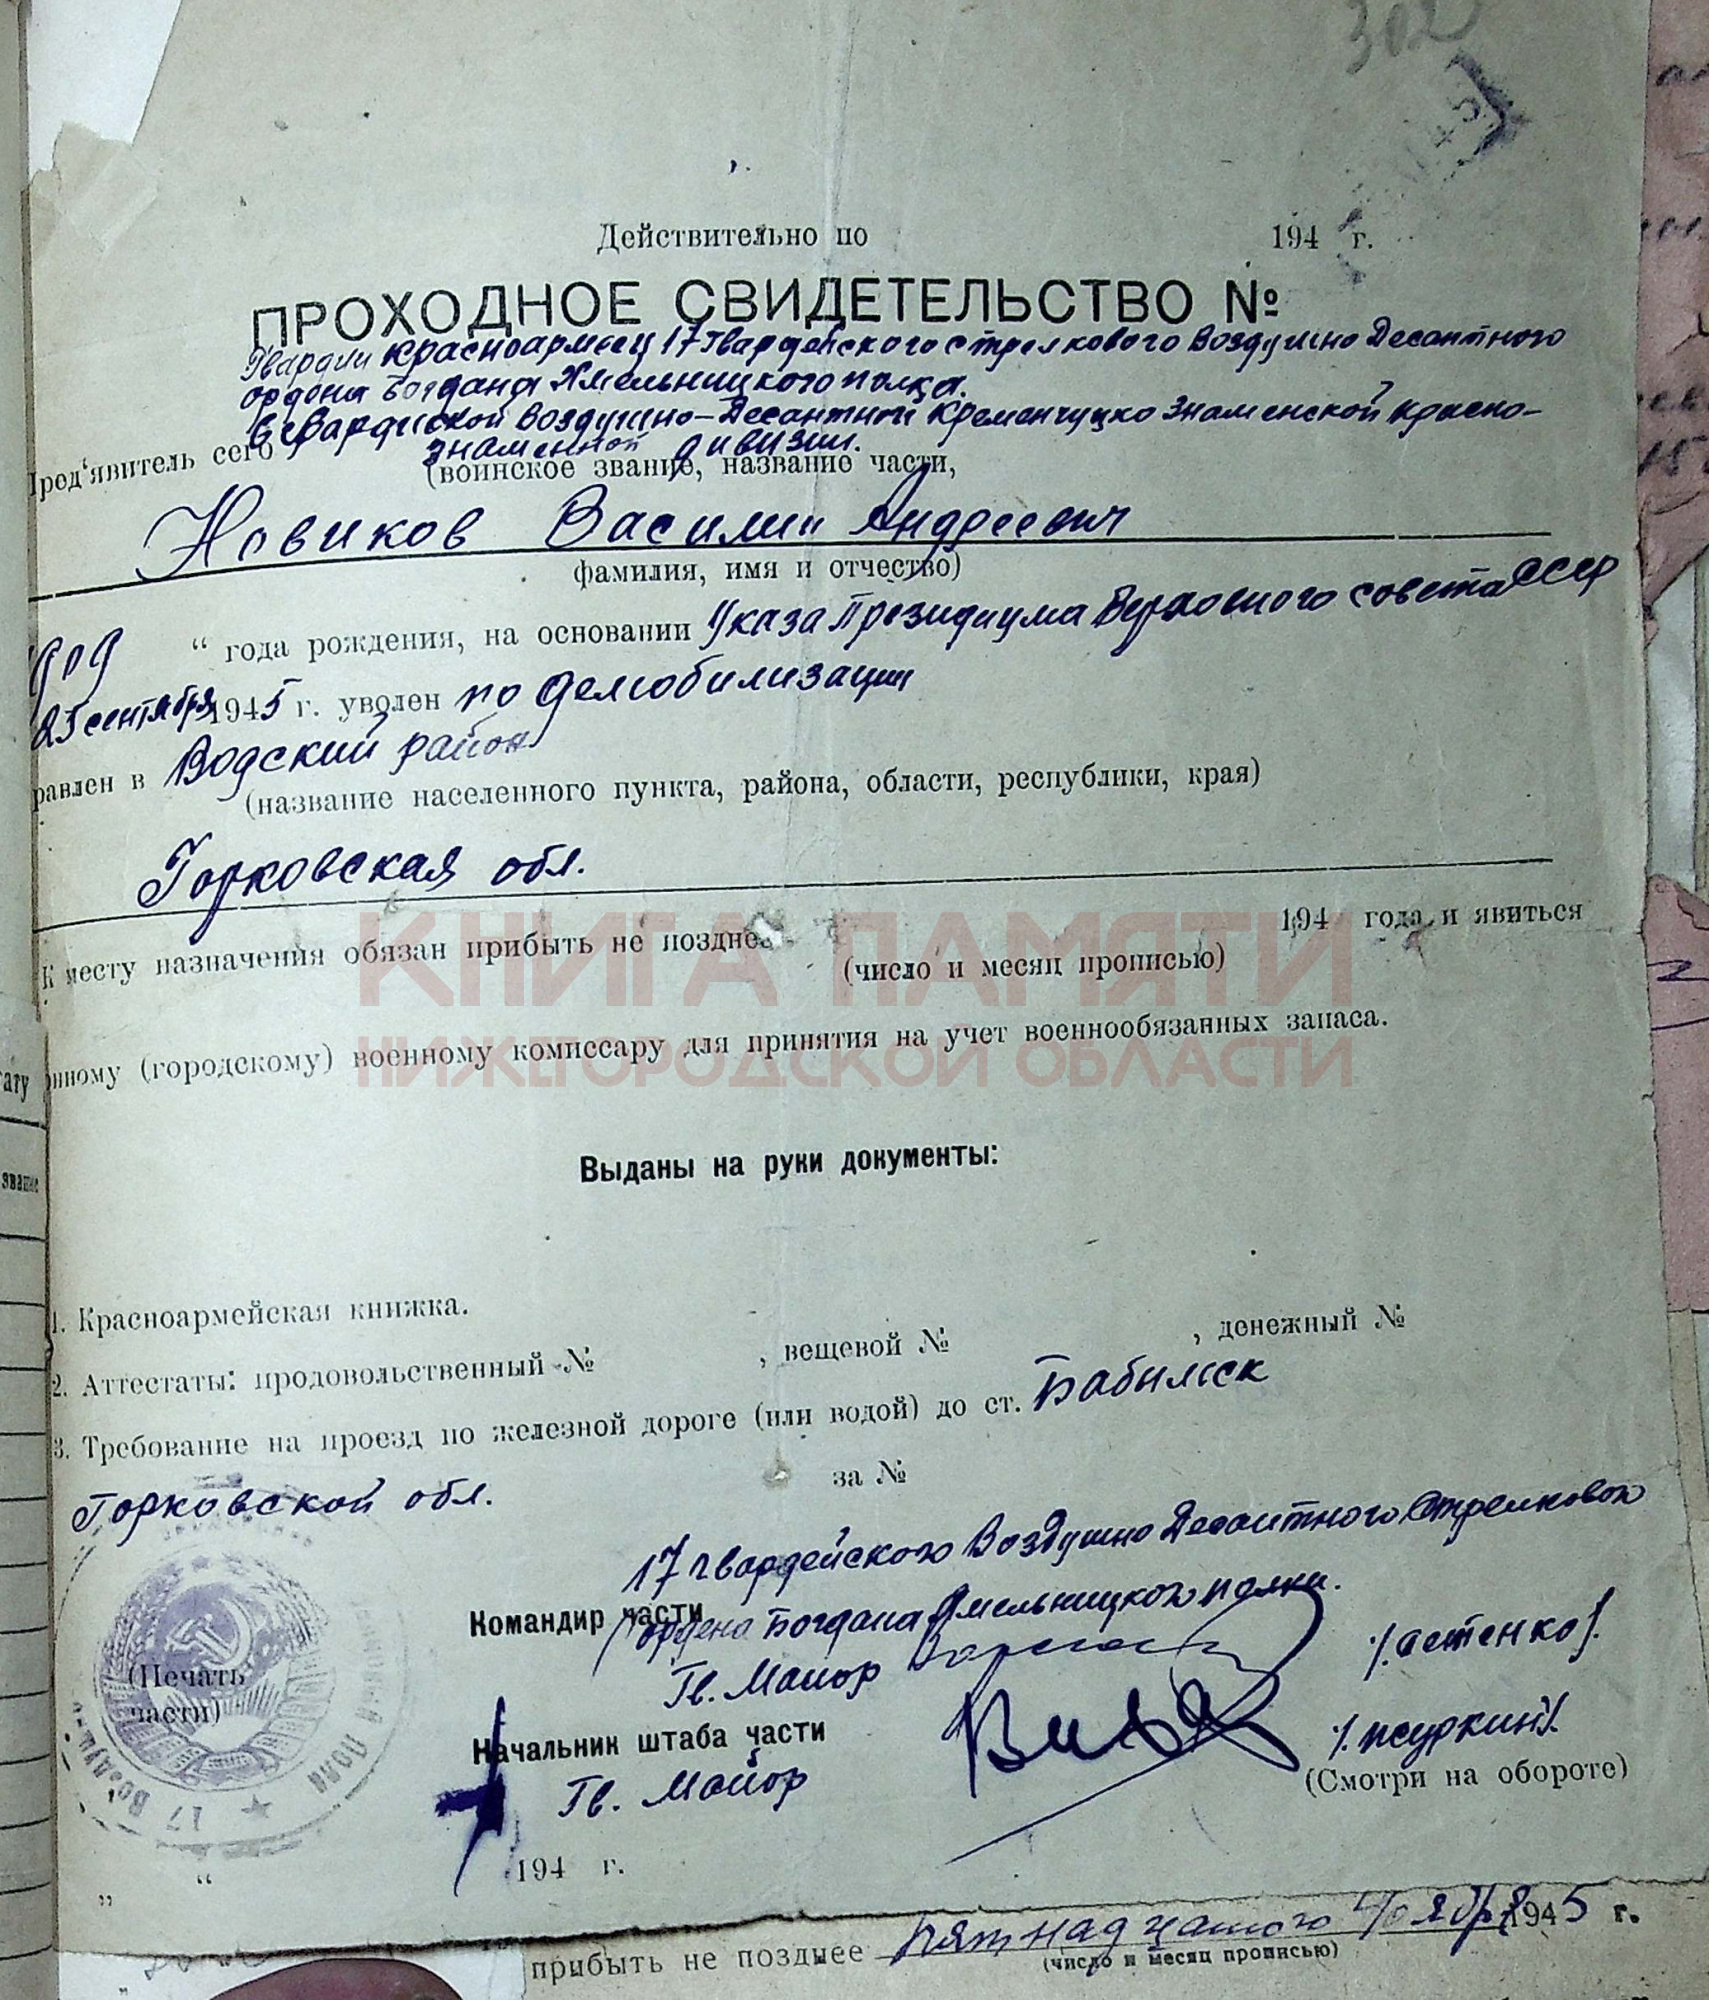 302
Действительно по 194 г.
ПРОХОДНОЕ СВИДЕТЕЛЬСТВО №
Гвардии красноармеец 17 Гвардейского стрелкового Воздушно Десантного
ордена Богдана Хмельницкого полка.
6 Гвардейской Воздушно-Десантной Кременчуцко Знаменской Красно-
Пред'явитель сего знаменной дивизии.
(воинское звание, название части,
Новиков Василий Андреевич
фамилия, имя и отчество)
909 “ года рождения, на основании Указа Президиума Верховного совета СССР
25 сентября 1945 г. уволен по демобилизации
равлен в Водский район
(название населенного пункта, района, области, республики, края)
Горковская обл.
К месту назначения обязан прибыть не позднее 194 года и явиться
(число и месяц прописью)
КНИГА ПАМЯТИ
онному (городскому) военному комиссару для принятия на учет военнообязанных запаса.
НИЖЕГОРОДСКОЙ ОБЛАСТИ
Выданы на руки документы:
1. Красноармейская книжка.
2. Аттестаты: продовольственный № , вещевой № , денежный №
3. Требование на проезд по железной дороге (или водой) до ст.
Горковской обл. за №
17 гвардейского Воздушно Десантного Стрелковой
Командир части ордена Богдана Хмельницкого полка.
Гв. Майор
(Печать
части)
Начальник штаба части
Гв. Майор
(Смотри на обороте)
„ “ 194 г.
прибыть не позднее пятнадцатого ноября 1945 г.
(число и месяц прописью)